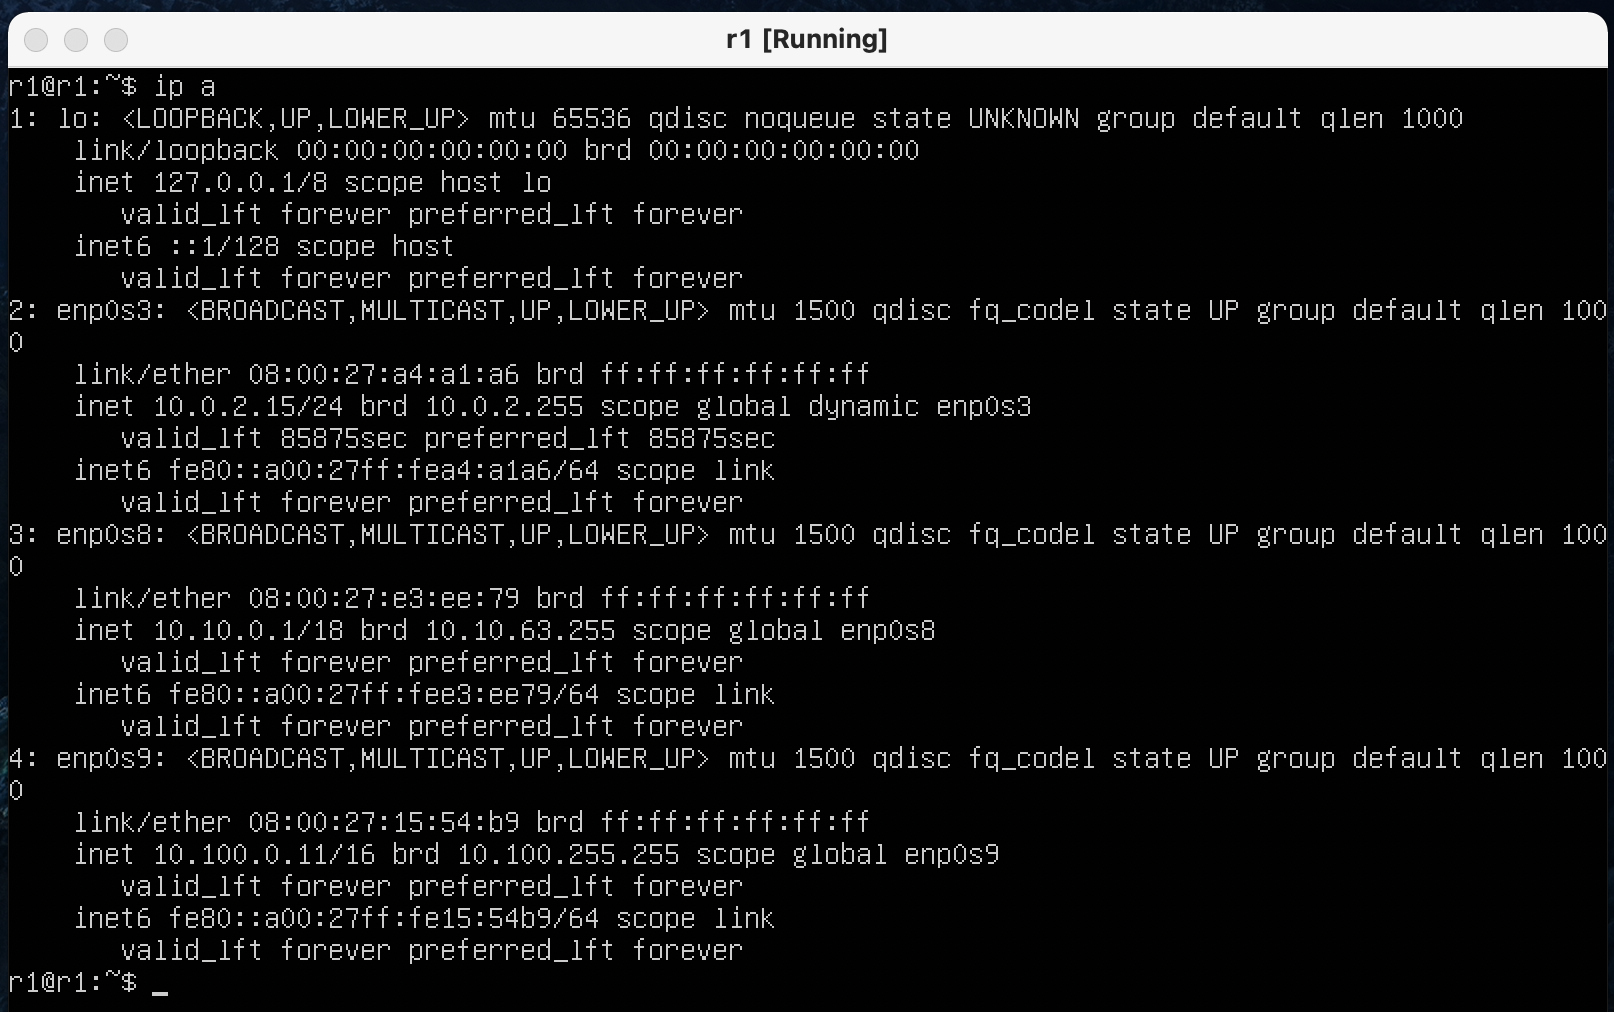 r1 [Running]
r1@r1:~$ ip a
1: lo: <LOOPBACK,UP,LOWER_UP> mtu 65536 qdisc noqueue state UNKNOWN group default qlen 1000
    link/loopback 00:00:00:00:00:00 brd 00:00:00:00:00:00
    inet 127.0.0.1/8 scope host lo
       valid_lft forever preferred_lft forever
    inet6 ::1/128 scope host
       valid_lft forever preferred_lft forever
2: enp0s3: <BROADCAST,MULTICAST,UP,LOWER_UP> mtu 1500 qdisc fq_codel state UP group default qlen 100
0
    link/ether 08:00:27:a4:a1:a6 brd ff:ff:ff:ff:ff:ff
    inet 10.0.2.15/24 brd 10.0.2.255 scope global dynamic enp0s3
       valid_lft 85875sec preferred_lft 85875sec
    inet6 fe80::a00:27ff:fea4:a1a6/64 scope link
       valid_lft forever preferred_lft forever
3: enp0s8: <BROADCAST,MULTICAST,UP,LOWER_UP> mtu 1500 qdisc fq_codel state UP group default qlen 100
0
    link/ether 08:00:27:e3:ee:79 brd ff:ff:ff:ff:ff:ff
    inet 10.10.0.1/18 brd 10.10.63.255 scope global enp0s8
       valid_lft forever preferred_lft forever
    inet6 fe80::a00:27ff:fee3:ee79/64 scope link
       valid_lft forever preferred_lft forever
4: enp0s9: <BROADCAST,MULTICAST,UP,LOWER_UP> mtu 1500 qdisc fq_codel state UP group default qlen 100
0
    link/ether 08:00:27:15:54:b9 brd ff:ff:ff:ff:ff:ff
    inet 10.100.0.11/16 brd 10.100.255.255 scope global enp0s9
       valid_lft forever preferred_lft forever
    inet6 fe80::a00:27ff:fe15:54b9/64 scope link
       valid_lft forever preferred_lft forever
r1@r1:~$ _